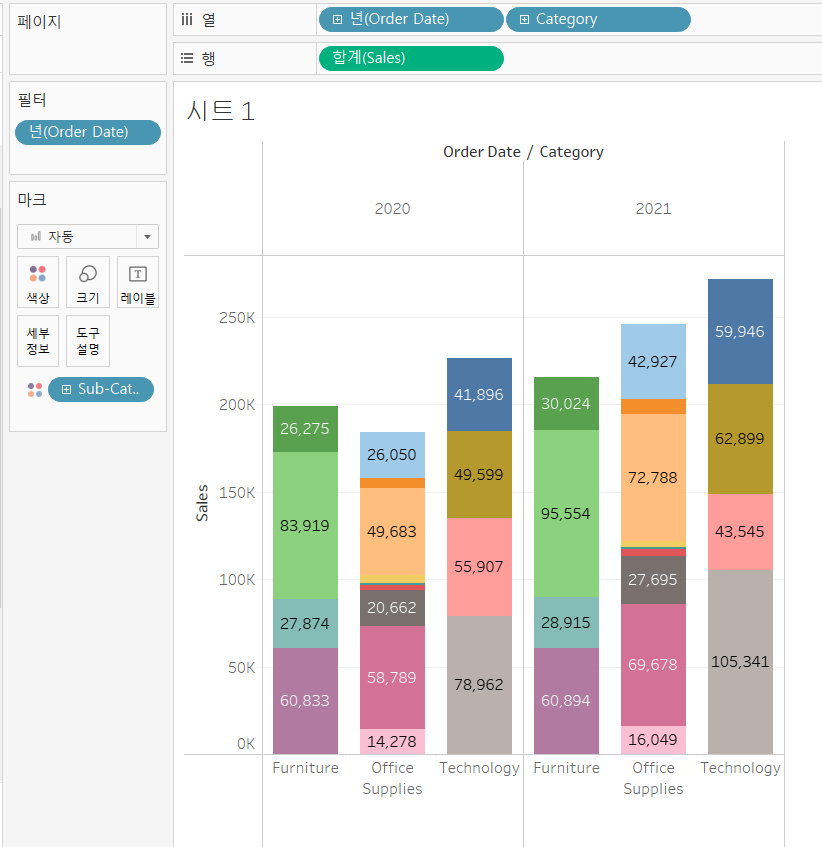 페이지
열
년(Order Date)
Category
행
합계(Sales)
필터
년(Order Date)
마크
자동
색상
크기
레이블
세부
정보
도구
설명
Sub-Cat..
시트 1
Order Date / Category
2020
2021
Sales
250K
200K
150K
100K
50K
0K
26,275
83,919
27,874
60,833
26,050
49,683
20,662
58,789
14,278
41,896
49,599
55,907
78,962
30,024
95,554
28,915
60,894
42,927
72,788
27,695
69,678
16,049
59,946
62,899
43,545
105,341
Furniture
Office
Supplies
Technology
Furniture
Office
Supplies
Technology